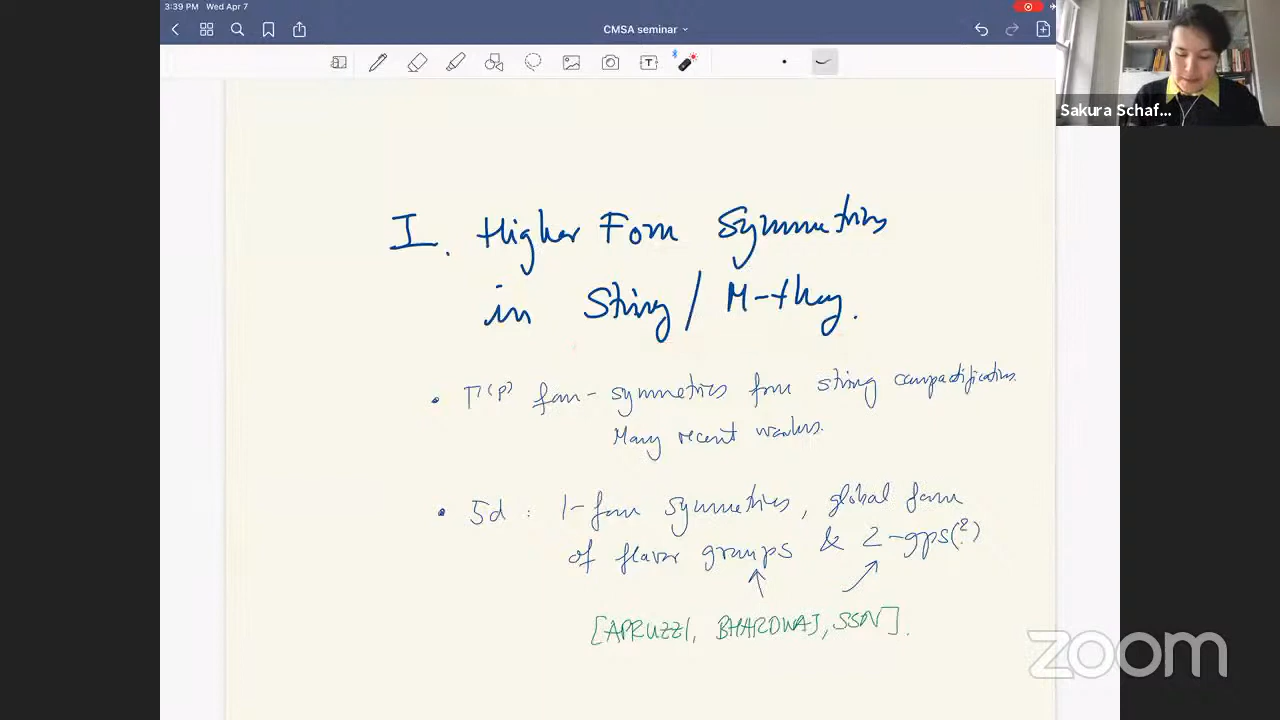 3:39 PM Wed Apr 7
CMSA seminar
T
Sakura Schaf...
I. Higher Form Symmetries
in String / M-theory.
• Γ^(p) form-symmetries from string compactifications.
Many recent works.
• 5d : 1-form symmetries, global form
of flavor groups & 2-gps(?)
[APRUZZI, BHARDWAJ, SSN].
zoom